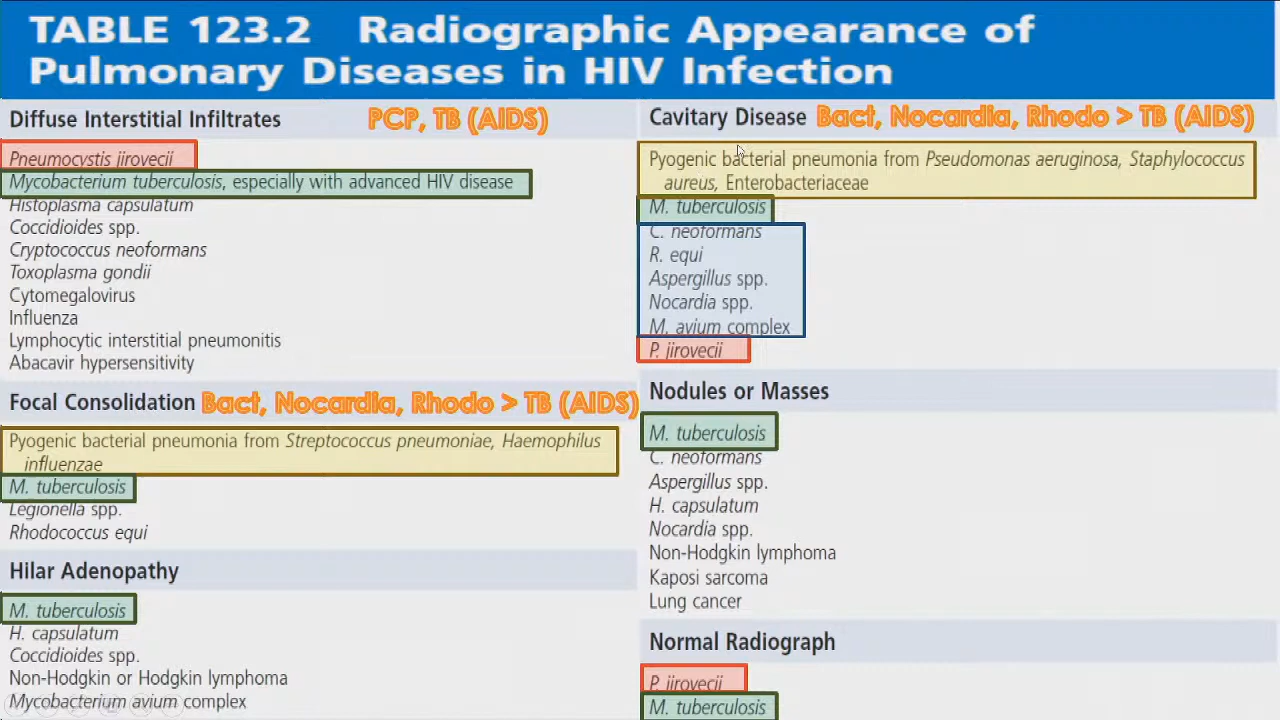 TABLE 123.2 Radiographic Appearance of
Pulmonary Diseases in HIV Infection
Diffuse Interstitial Infiltrates PCP, TB (AIDS)
Pneumocystis jirovecii
Mycobacterium tuberculosis, especially with advanced HIV disease
Histoplasma capsulatum
Coccidioides spp.
Cryptococcus neoformans
Toxoplasma gondii
Cytomegalovirus
Influenza
Lymphocytic interstitial pneumonitis
Abacavir hypersensitivity
Focal Consolidation Bact, Nocardia, Rhodo > TB (AIDS)
Pyogenic bacterial pneumonia from Streptococcus pneumoniae, Haemophilus
influenzae
M. tuberculosis
Legionella spp.
Rhodococcus equi
Hilar Adenopathy
M. tuberculosis
H. capsulatum
Coccidioides spp.
Non-Hodgkin or Hodgkin lymphoma
Mycobacterium avium complex
Cavitary Disease Bact, Nocardia, Rhodo > TB (AIDS)
Pyogenic bacterial pneumonia from Pseudomonas aeruginosa, Staphylococcus
aureus, Enterobacteriaceae
M. tuberculosis
C. neoformans
R. equi
Aspergillus spp.
Nocardia spp.
M. avium complex
P. jirovecii
Nodules or Masses
M. tuberculosis
C. neoformans
Aspergillus spp.
H. capsulatum
Nocardia spp.
Non-Hodgkin lymphoma
Kaposi sarcoma
Lung cancer
Normal Radiograph
P. jirovecii
M. tuberculosis